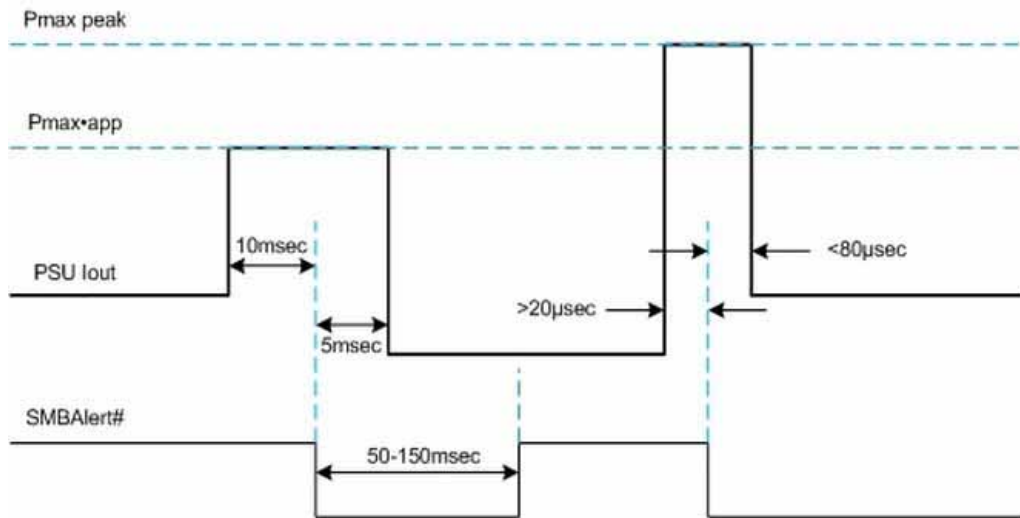 Pmax peak
Pmax•app
10msec
<80µsec
PSU Iout
>20µsec
5msec
SMBAlert#
50-150msec